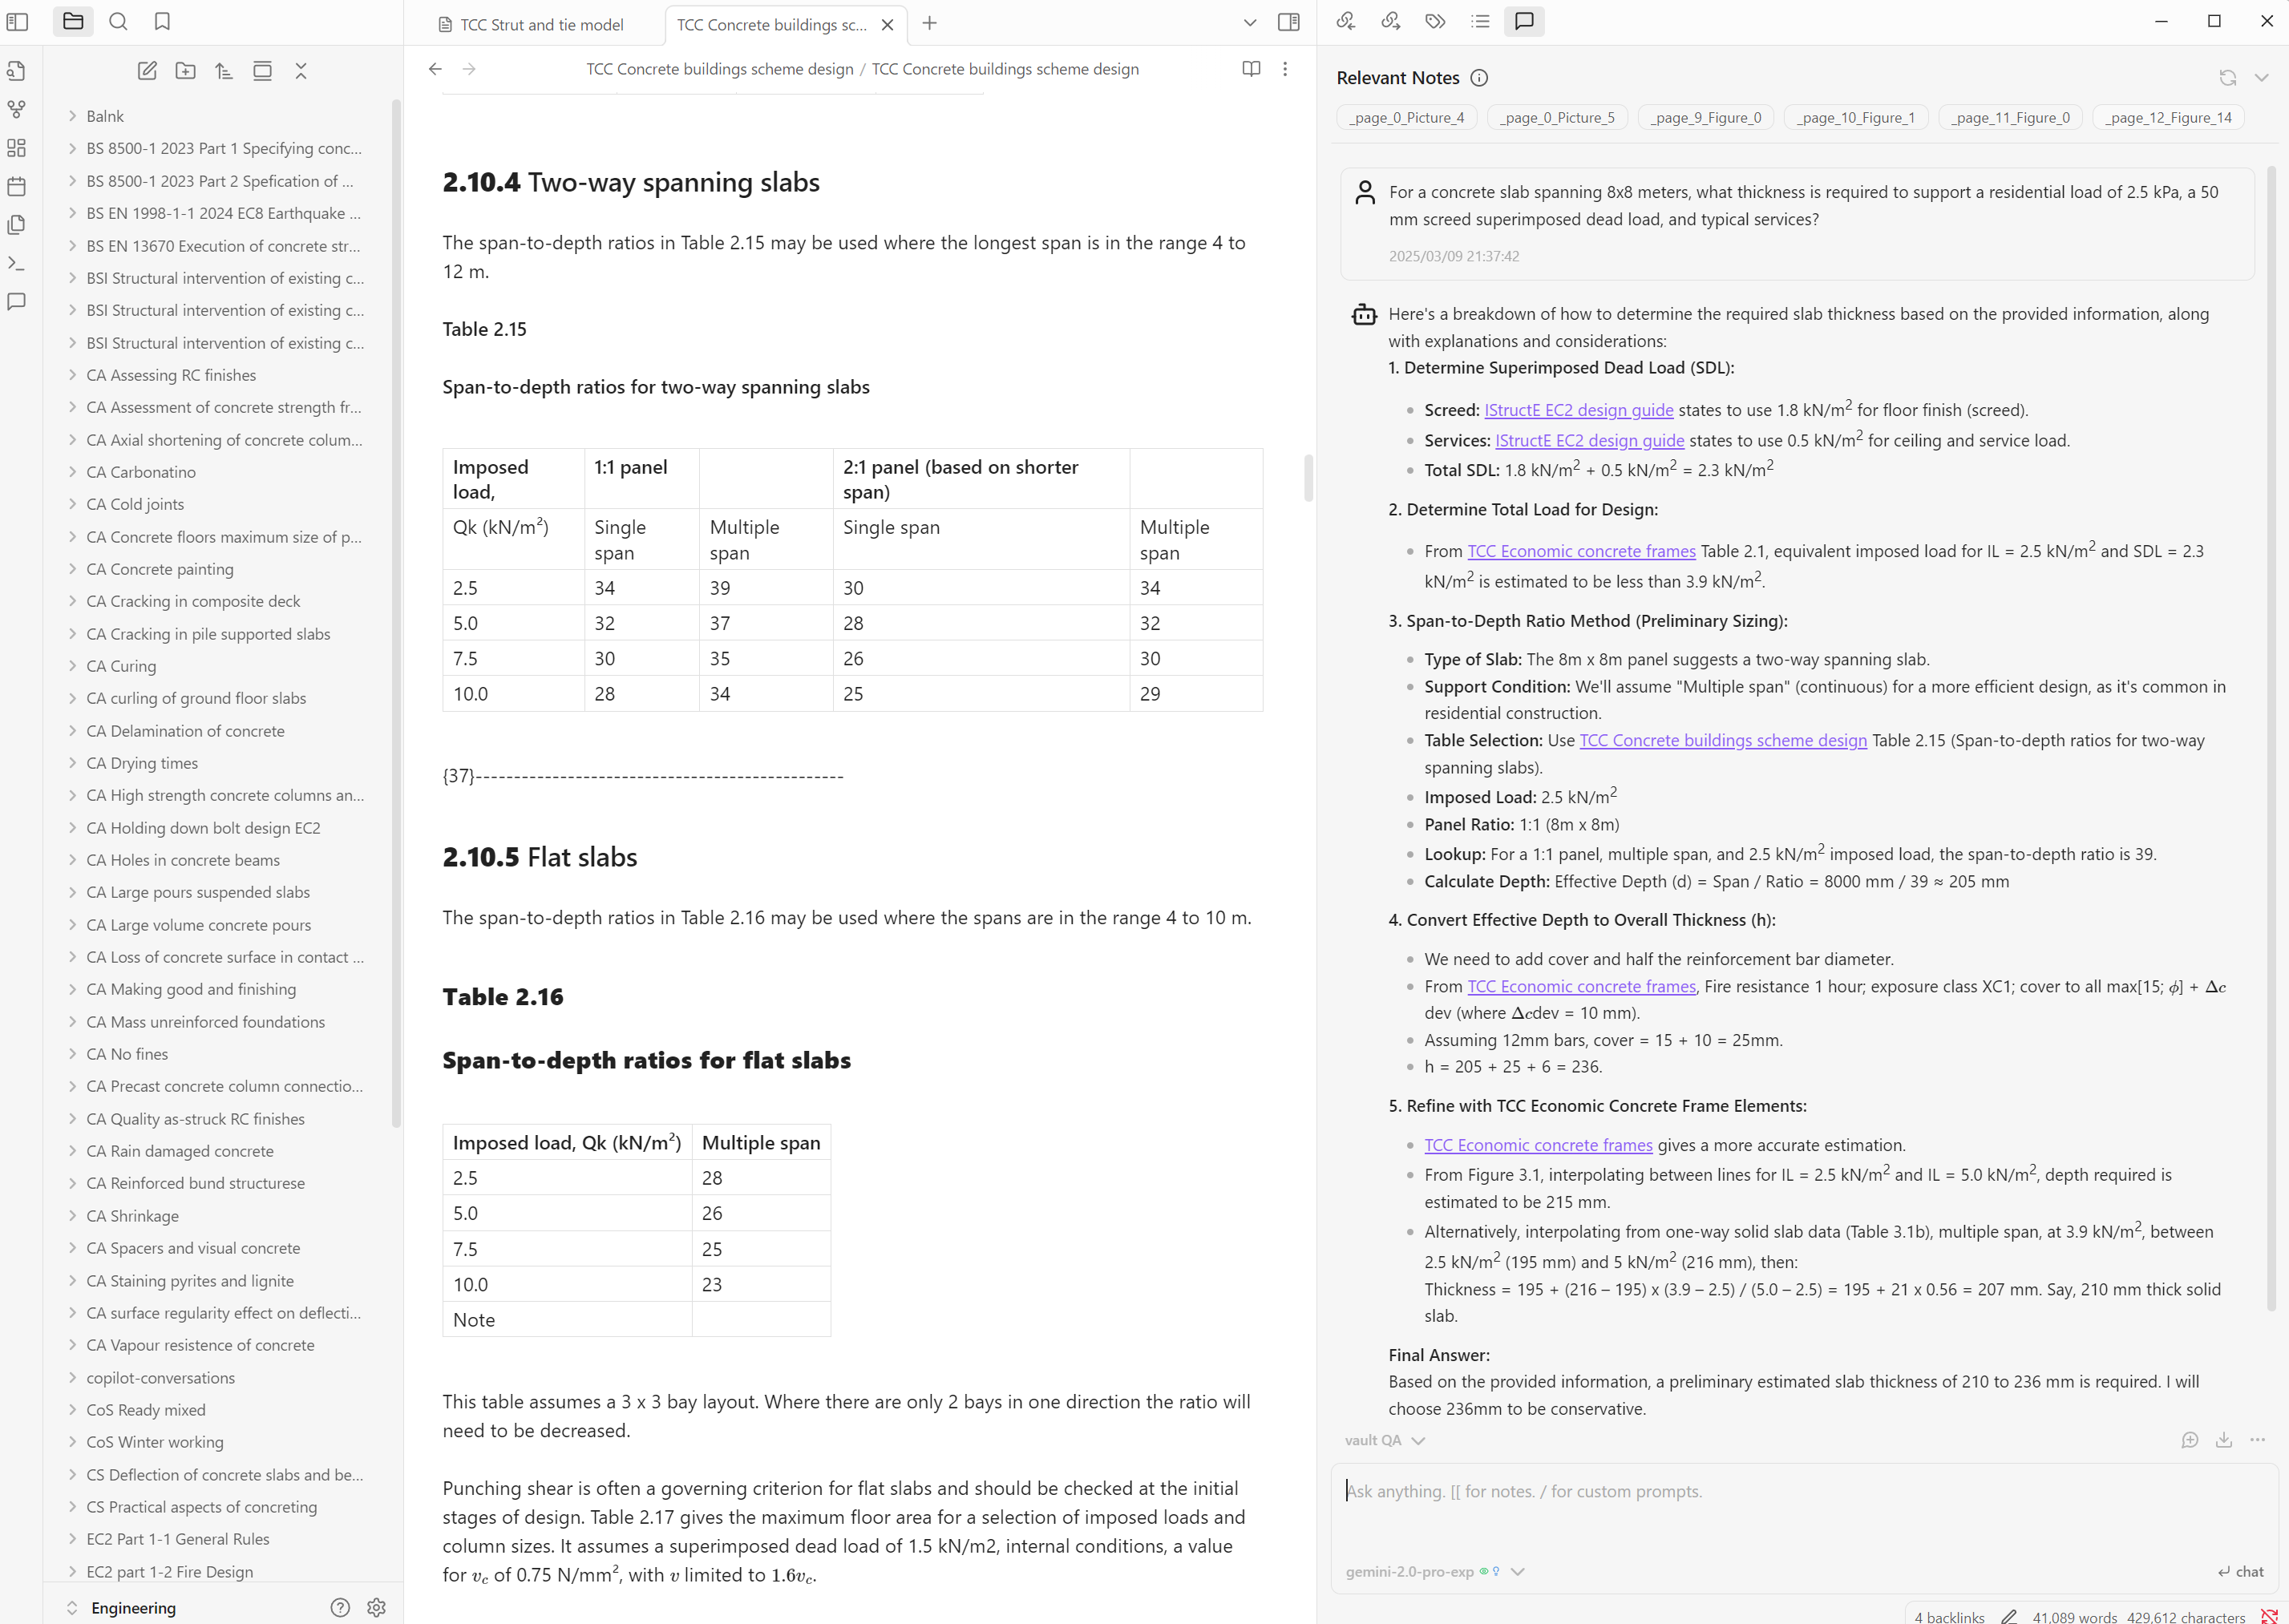 TCC Strut and tie model
TCC Concrete buildings sc...
TCC Concrete buildings scheme design / TCC Concrete buildings scheme design
Balnk
BS 8500-1 2023 Part 1 Specifying conc...
BS 8500-1 2023 Part 2 Spefication of ...
BS EN 1998-1-1 2024 EC8 Earthquake ...
BS EN 13670 Execution of concrete str...
BSI Structural intervention of existing c...
BSI Structural intervention of existing c...
BSI Structural intervention of existing c...
CA Assessing RC finishes
CA Assessment of concrete strength fr...
CA Axial shortening of concrete colum...
CA Carbonatino
CA Cold joints
CA Concrete floors maximum size of p...
CA Concrete painting
CA Cracking in composite deck
CA Cracking in pile supported slabs
CA Curing
CA curling of ground floor slabs
CA Delamination of concrete
CA Drying times
CA High strength concrete columns an...
CA Holding down bolt design EC2
CA Holes in concrete beams
CA Large pours suspended slabs
CA Large volume concrete pours
CA Loss of concrete surface in contact ...
CA Making good and finishing
CA Mass unreinforced foundations
CA No fines
CA Precast concrete column connectio...
CA Quality as-struck RC finishes
CA Rain damaged concrete
CA Reinforced bund structurese
CA Shrinkage
CA Spacers and visual concrete
CA Staining pyrites and lignite
CA surface regularity effect on deflecti...
CA Vapour resistence of concrete
copilot-conversations
CoS Ready mixed
CoS Winter working
CS Deflection of concrete slabs and be...
CS Practical aspects of concreting
EC2 Part 1-1 General Rules
EC2 part 1-2 Fire Design
Engineering
2.10.4 Two-way spanning slabs
The span-to-depth ratios in Table 2.15 may be used where the longest span is in the range 4 to
12 m.
Table 2.15
Span-to-depth ratios for two-way spanning slabs
Imposed load, | 1:1 panel | | 2:1 panel (based on shorter span) |
Qk (kN/m²) | Single span | Multiple span | Single span | Multiple span
2.5 | 34 | 39 | 30 | 34
5.0 | 32 | 37 | 28 | 32
7.5 | 30 | 35 | 26 | 30
10.0 | 28 | 34 | 25 | 29
{37}------------------------------------------------
2.10.5 Flat slabs
The span-to-depth ratios in Table 2.16 may be used where the spans are in the range 4 to 10 m.
Table 2.16
Span-to-depth ratios for flat slabs
Imposed load, Qk (kN/m²) | Multiple span
2.5 | 28
5.0 | 26
7.5 | 25
10.0 | 23
Note
This table assumes a 3 x 3 bay layout. Where there are only 2 bays in one direction the ratio will
need to be decreased.
Punching shear is often a governing criterion for flat slabs and should be checked at the initial
stages of design. Table 2.17 gives the maximum floor area for a selection of imposed loads and
column sizes. It assumes a superimposed dead load of 1.5 kN/m2, internal conditions, a value
for v_c of 0.75 N/mm², with v limited to 1.6v_c.
Relevant Notes
_page_0_Picture_4 _page_0_Picture_5 _page_9_Figure_0 _page_10_Figure_1 _page_11_Figure_0 _page_12_Figure_14
For a concrete slab spanning 8x8 meters, what thickness is required to support a residential load of 2.5 kPa, a 50
mm screed superimposed dead load, and typical services?
2025/03/09 21:37:42
Here's a breakdown of how to determine the required slab thickness based on the provided information, along
with explanations and considerations:
1. Determine Superimposed Dead Load (SDL):
• Screed: IStructE EC2 design guide states to use 1.8 kN/m² for floor finish (screed).
• Services: IStructE EC2 design guide states to use 0.5 kN/m² for ceiling and service load.
• Total SDL: 1.8 kN/m² + 0.5 kN/m² = 2.3 kN/m²
2. Determine Total Load for Design:
• From TCC Economic concrete frames Table 2.1, equivalent imposed load for IL = 2.5 kN/m² and SDL = 2.3
kN/m² is estimated to be less than 3.9 kN/m².
3. Span-to-Depth Ratio Method (Preliminary Sizing):
• Type of Slab: The 8m x 8m panel suggests a two-way spanning slab.
• Support Condition: We'll assume "Multiple span" (continuous) for a more efficient design, as it's common in
residential construction.
• Table Selection: Use TCC Concrete buildings scheme design Table 2.15 (Span-to-depth ratios for two-way
spanning slabs).
• Imposed Load: 2.5 kN/m²
• Panel Ratio: 1:1 (8m x 8m)
• Lookup: For a 1:1 panel, multiple span, and 2.5 kN/m² imposed load, the span-to-depth ratio is 39.
• Calculate Depth: Effective Depth (d) = Span / Ratio = 8000 mm / 39 ≈ 205 mm
4. Convert Effective Depth to Overall Thickness (h):
• We need to add cover and half the reinforcement bar diameter.
• From TCC Economic concrete frames, Fire resistance 1 hour; exposure class XC1; cover to all max[15; ϕ] + Δc
dev (where Δcdev = 10 mm).
• Assuming 12mm bars, cover = 15 + 10 = 25mm.
• h = 205 + 25 + 6 = 236.
5. Refine with TCC Economic Concrete Frame Elements:
• TCC Economic concrete frames gives a more accurate estimation.
• From Figure 3.1, interpolating between lines for IL = 2.5 kN/m² and IL = 5.0 kN/m², depth required is
estimated to be 215 mm.
• Alternatively, interpolating from one-way solid slab data (Table 3.1b), multiple span, at 3.9 kN/m², between
2.5 kN/m² (195 mm) and 5 kN/m² (216 mm), then:
Thickness = 195 + (216 – 195) x (3.9 – 2.5) / (5.0 – 2.5) = 195 + 21 x 0.56 = 207 mm. Say, 210 mm thick solid
slab.
Final Answer:
Based on the provided information, a preliminary estimated slab thickness of 210 to 236 mm is required. I will
choose 236mm to be conservative.
vault QA
Ask anything. [[ for notes. / for custom prompts.
gemini-2.0-pro-exp
chat
4 backlinks 41,089 words 429,612 characters